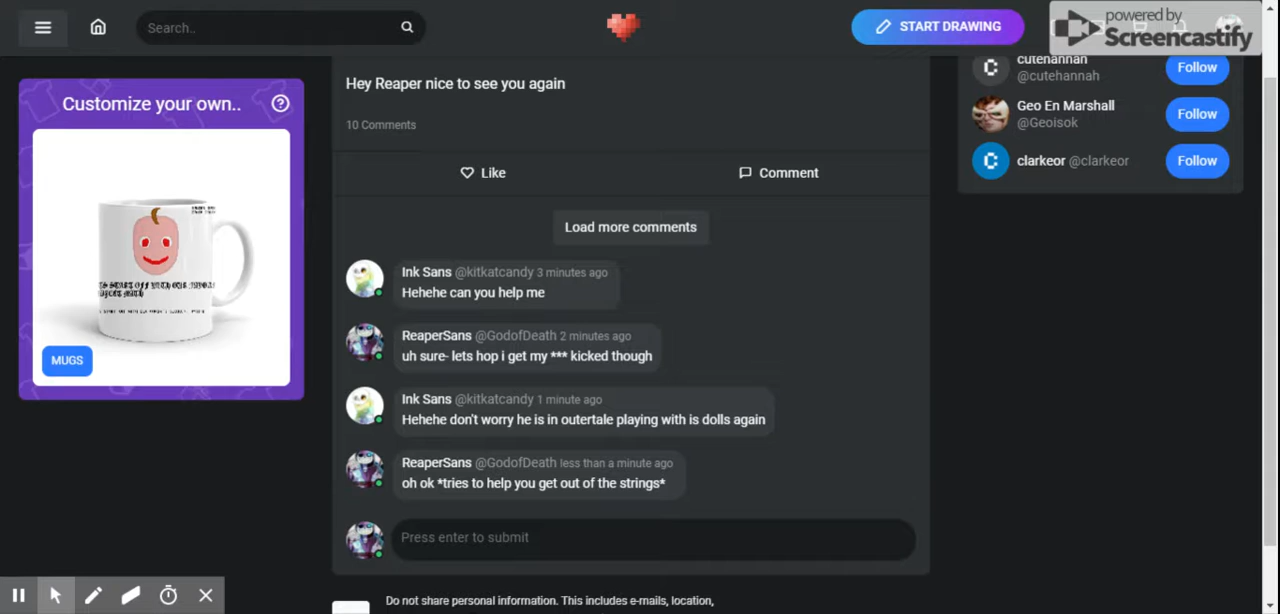 Search..
START DRAWING
powered by
Screencastify
Customize your own..
MUGS
Hey Reaper nice to see you again
10 Comments
Like
Comment
Load more comments
Ink Sans @kitkatcandy 3 minutes ago
Hehehe can you help me
ReaperSans @GodofDeath 2 minutes ago
uh sure- lets hop i get my *** kicked though
Ink Sans @kitkatcandy 1 minute ago
Hehehe don't worry he is in outertale playing with is dolls again
ReaperSans @GodofDeath less than a minute ago
oh ok *tries to help you get out of the strings*
Press enter to submit
Do not share personal information. This includes e-mails, location,
cutehannah
@cutehannah
Follow
Geo En Marshall
@Geoisok
Follow
clarkeor @clarkeor
Follow